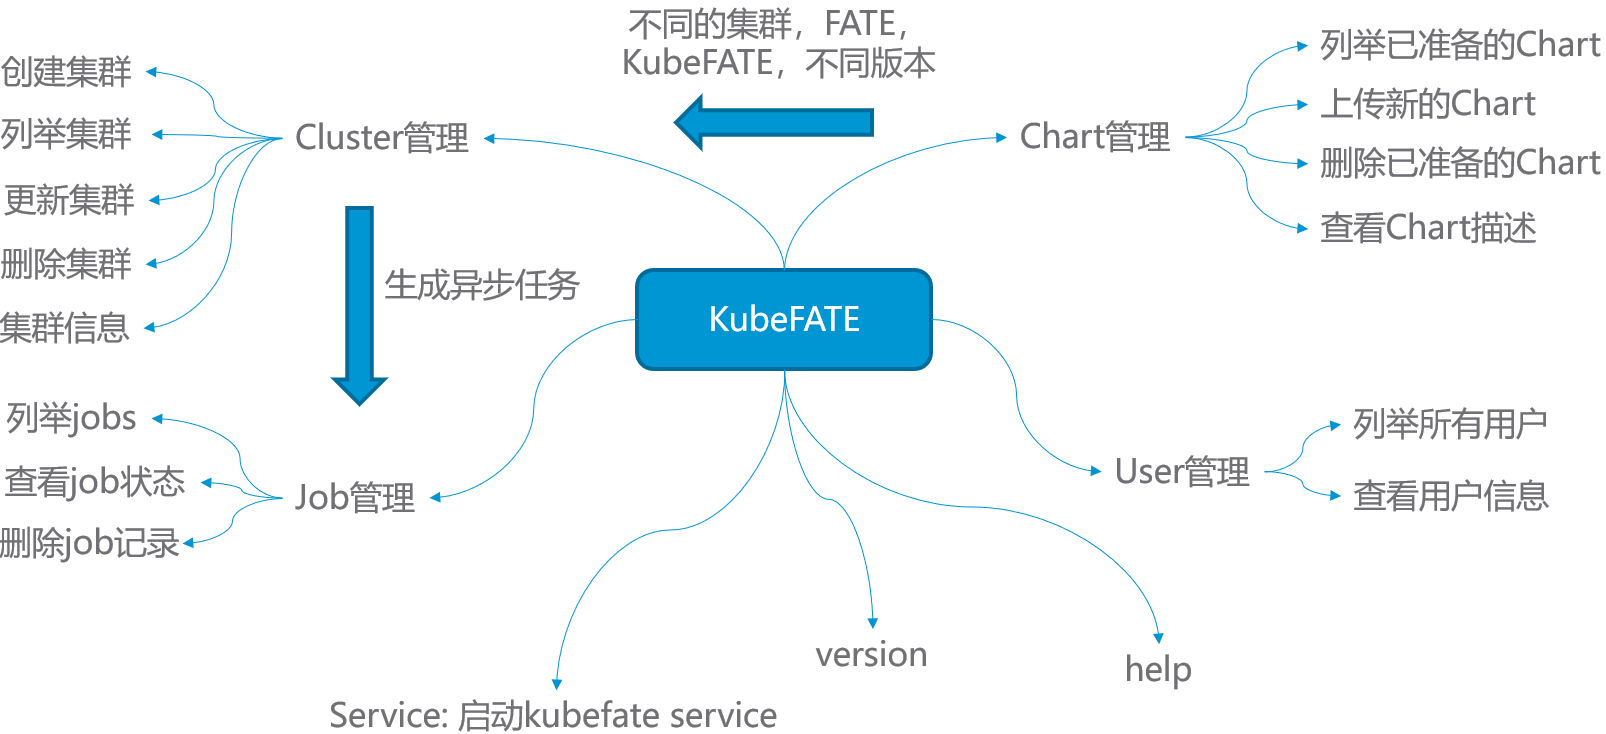 不同的集群，FATE，
KubeFATE，不同版本
创建集群
列举集群
更新集群
删除集群
集群信息
Cluster管理
生成异步任务
Chart管理
列举已准备的Chart
上传新的Chart
删除已准备的Chart
查看Chart描述
KubeFATE
列举jobs
查看job状态
删除job记录
Job管理
User管理
列举所有用户
查看用户信息
version
help
Service: 启动kubefate service